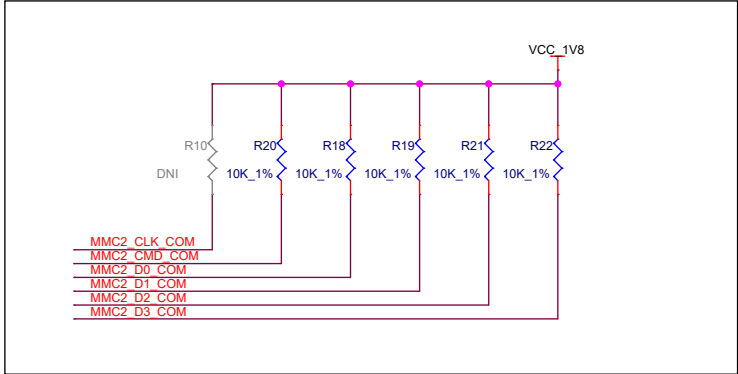 VCC_1V8
R10 R20 R18 R19 R21 R22
DNI 10K_1% 10K_1% 10K_1% 10K_1% 10K_1%
MMC2_CLK_COM
MMC2_CMD_COM
MMC2_D0_COM
MMC2_D1_COM
MMC2_D2_COM
MMC2_D3_COM